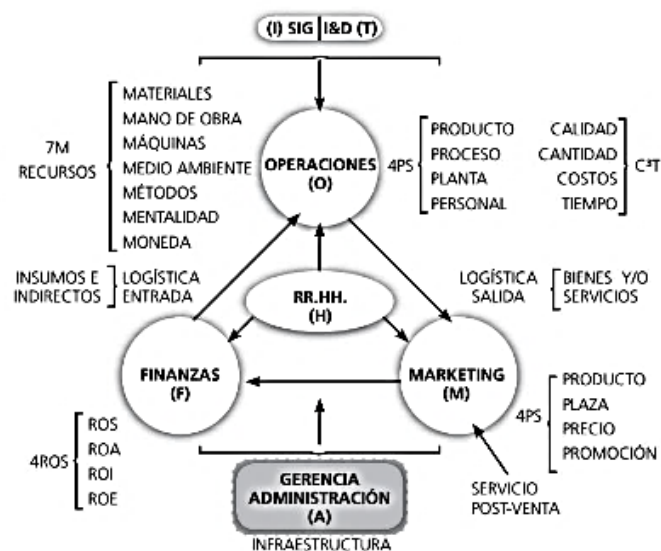 (I) SIG I&D (T)
7M
RECURSOS
MATERIALES
MANO DE OBRA
MÁQUINAS
MEDIO AMBIENTE
MÉTODOS
MENTALIDAD
MONEDA
OPERACIONES
(O)
4PS
PRODUCTO
PROCESO
PLANTA
PERSONAL
CALIDAD
CANTIDAD
COSTOS
TIEMPO
C³T
INSUMOS E
INDIRECTOS
LOGÍSTICA
ENTRADA
RR.HH.
(H)
LOGÍSTICA
SALIDA
BIENES Y/O
SERVICIOS
FINANZAS
(F)
MARKETING
(M)
4PS
PRODUCTO
PLAZA
PRECIO
PROMOCIÓN
4ROS
ROS
ROA
ROI
ROE
GERENCIA
ADMINISTRACIÓN
(A)
INFRAESTRUCTURA
SERVICIO
POST-VENTA